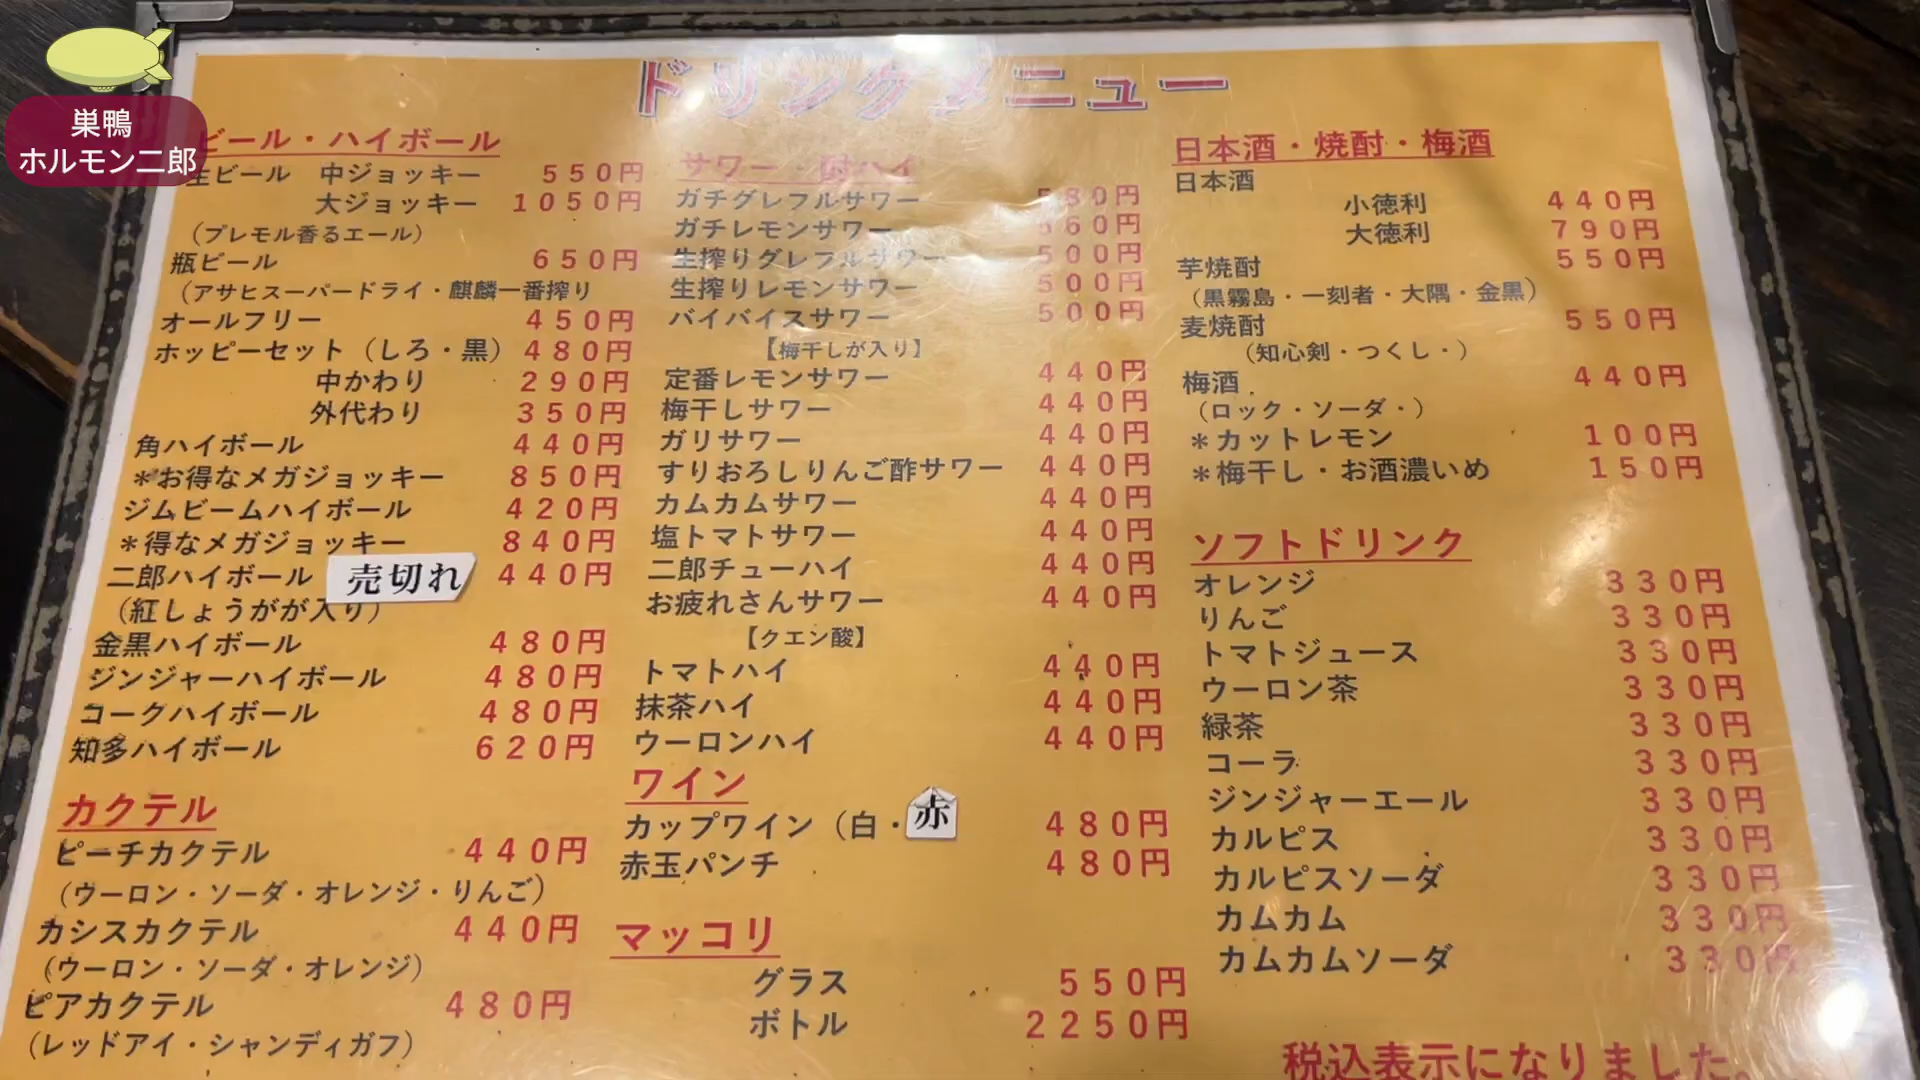 巣鴨
ホルモン二郎
ドリンクメニュー
ビール・ハイボール
生ビール 中ジョッキー 550円
大ジョッキー 1050円
（プレモル香るエール）
瓶ビール 650円
（アサヒスーパードライ・麒麟一番搾り
オールフリー 450円
ホッピーセット（しろ・黒） 480円
中かわり 290円
外代わり 350円
角ハイボール 440円
＊お得なメガジョッキー 850円
ジムビームハイボール 420円
＊得なメガジョッキー 840円
二郎ハイボール 売切れ 440円
（紅しょうがが入り）
金黒ハイボール 480円
ジンジャーハイボール 480円
コークハイボール 480円
知多ハイボール 620円
カクテル
ピーチカクテル 440円
（ウーロン・ソーダ・オレンジ・りんご）
カシスカクテル 440円
（ウーロン・ソーダ・オレンジ）
ピアカクテル 480円
（レッドアイ・シャンディガフ）
サワー・酎ハイ
ガチグレフルサワー 580円
ガチレモンサワー 560円
生搾りグレフルサワー 500円
生搾りレモンサワー 500円
バイバイスサワー 500円
【梅干しが入り】
定番レモンサワー 440円
梅干しサワー 440円
ガリサワー 440円
すりおろしりんご酢サワー 440円
カムカムサワー 440円
塩トマトサワー 440円
二郎チューハイ 440円
お疲れさんサワー 440円
【クエン酸】
トマトハイ 440円
抹茶ハイ 440円
ウーロンハイ 440円
ワイン
カップワイン（白・赤 480円
赤玉パンチ 480円
マッコリ
グラス 550円
ボトル 2250円
日本酒・焼酎・梅酒
日本酒
小徳利 440円
大徳利 790円
芋焼酎 550円
（黒霧島・一刻者・大隅・金黒）
麦焼酎 550円
（知心剣・つくし・）
梅酒 440円
（ロック・ソーダ・）
＊カットレモン 100円
＊梅干し・お酒濃いめ 150円
ソフトドリンク
オレンジ 330円
りんご 330円
トマトジュース 330円
ウーロン茶 330円
緑茶 330円
コーラ 330円
ジンジャーエール 330円
カルピス 330円
カルピスソーダ 330円
カムカム 330円
カムカムソーダ 330円
税込表示になりました。